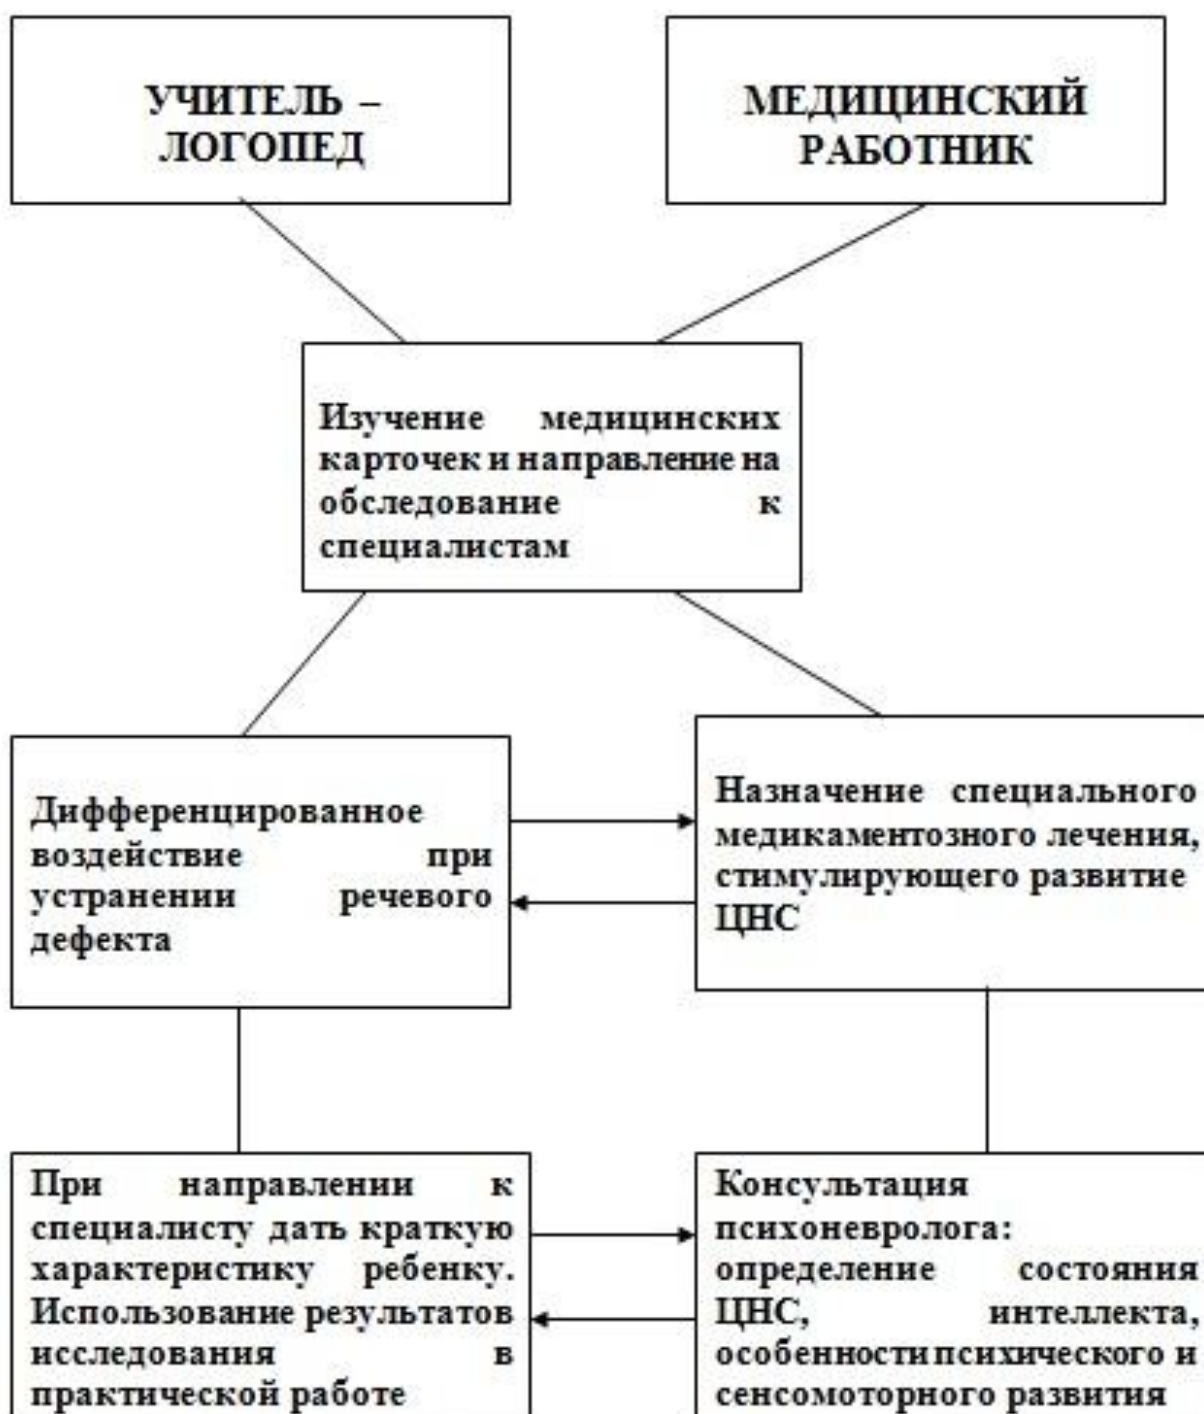 УЧИТЕЛЬ –
ЛОГОПЕД
МЕДИЦИНСКИЙ
РАБОТНИК
Изучение медицинских
карточек и направление на
обследование к
специалистам
Дифференцированное
воздействие при
устранении речевого
дефекта
Назначение специального
медикаментозного лечения,
стимулирующего развитие
ЦНС
При направлении к
специалисту дать краткую
характеристику ребенку.
Использование результатов
исследования в
практической работе
Консультация
психоневролога:
определение состояния
ЦНС, интеллекта,
особенности психического и
сенсомоторного развития